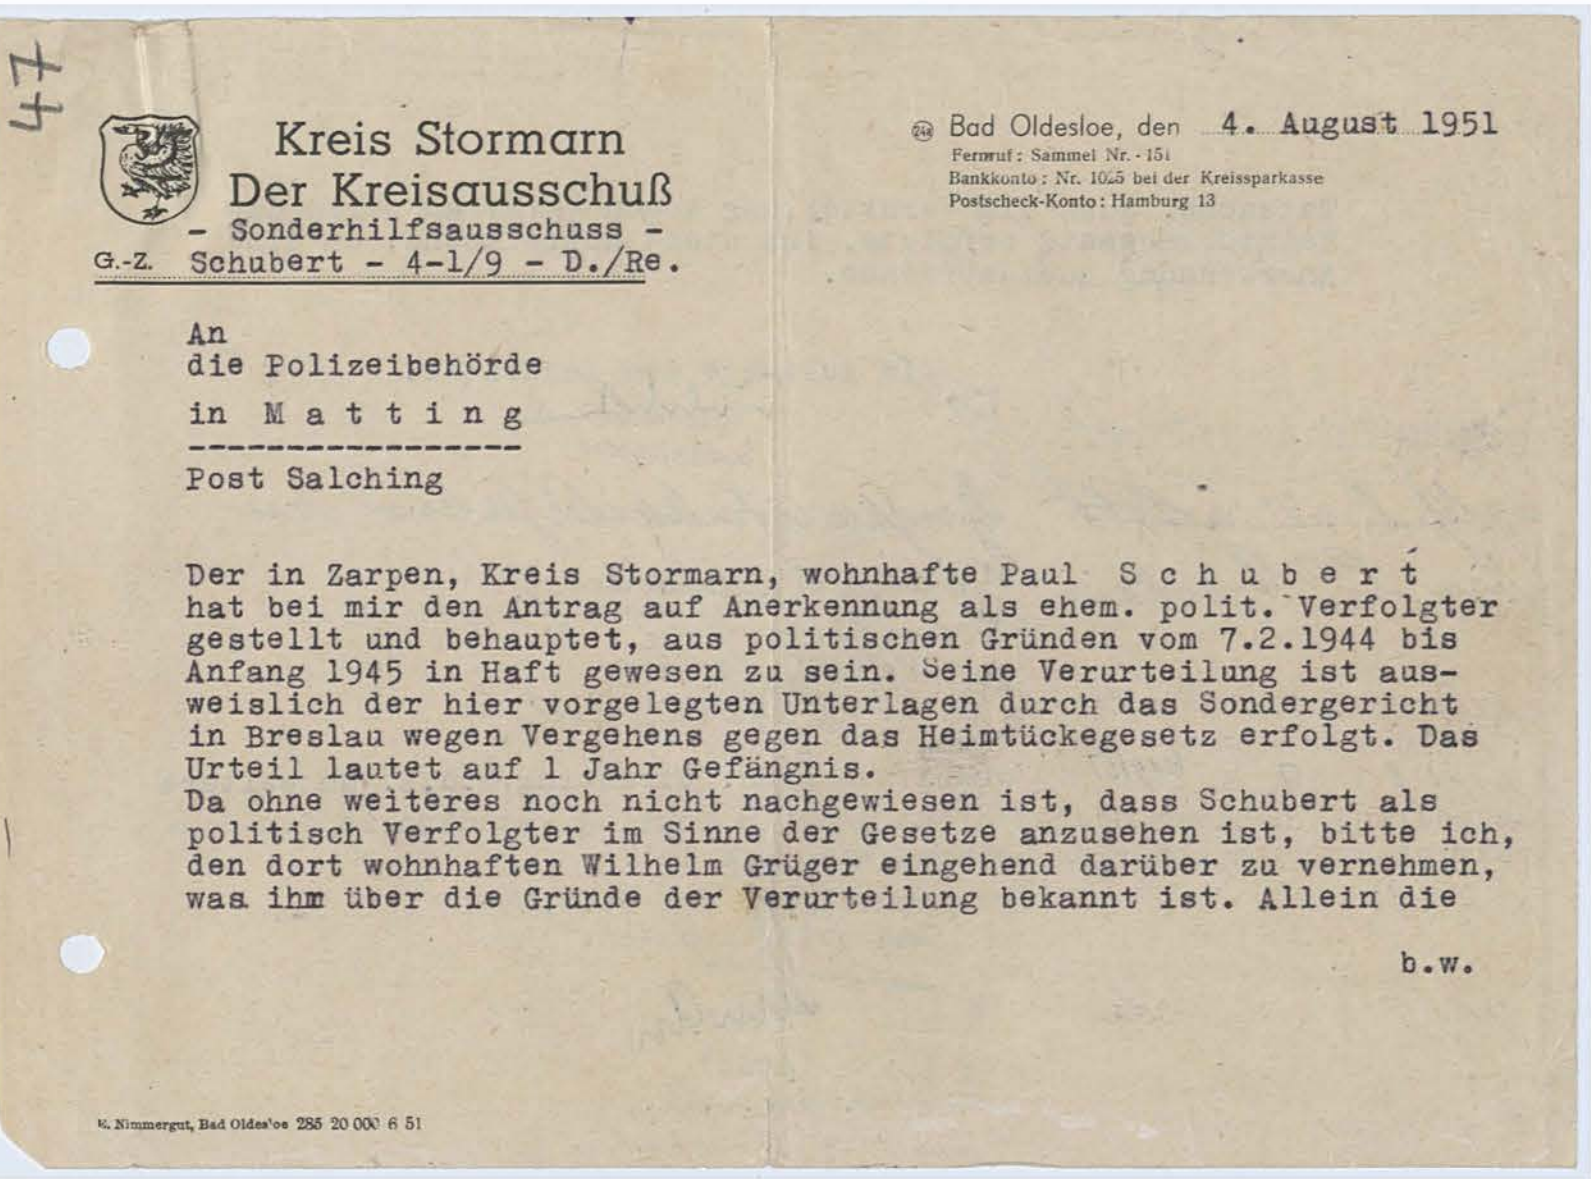 47
Kreis Stormarn
Der Kreisausschuß
- Sonderhilfsausschuss -
G.-Z. Schubert - 4-1/9 - D./Re.
24a Bad Oldesloe, den 4. August 1951
Fernruf: Sammel Nr. - 151
Bankkonto: Nr. 1025 bei der Kreissparkasse
Postscheck-Konto: Hamburg 13
An
die Polizeibehörde
in M a t t i n g
-----------------
Post Salching
Der in Zarpen, Kreis Stormarn, wohnhafte Paul S c h u b e r t
hat bei mir den Antrag auf Anerkennung als ehem. polit. Verfolgter
gestellt und behauptet, aus politischen Gründen vom 7.2.1944 bis
Anfang 1945 in Haft gewesen zu sein. Seine Verurteilung ist aus-
weislich der hier vorgelegten Unterlagen durch das Sondergericht
in Breslau wegen Vergehens gegen das Heimtückegesetz erfolgt. Das
Urteil lautet auf 1 Jahr Gefängnis.
Da ohne weiteres noch nicht nachgewiesen ist, dass Schubert als
politisch Verfolgter im Sinne der Gesetze anzusehen ist, bitte ich,
den dort wohnhaften Wilhelm Grüger eingehend darüber zu vernehmen,
was ihm über die Gründe der Verurteilung bekannt ist. Allein die
b.w.
E. Nimmergut, Bad Oldesloe 285 20 000 6 51